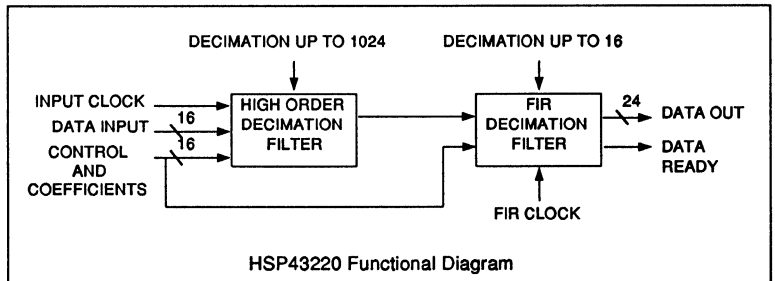 DECIMATION UP TO 1024
DECIMATION UP TO 16
INPUT CLOCK
DATA INPUT
16
CONTROL
AND
COEFFICIENTS
16
HIGH ORDER
DECIMATION
FILTER
FIR
DECIMATION
FILTER
24
DATA OUT
DATA
READY
FIR CLOCK
HSP43220 Functional Diagram